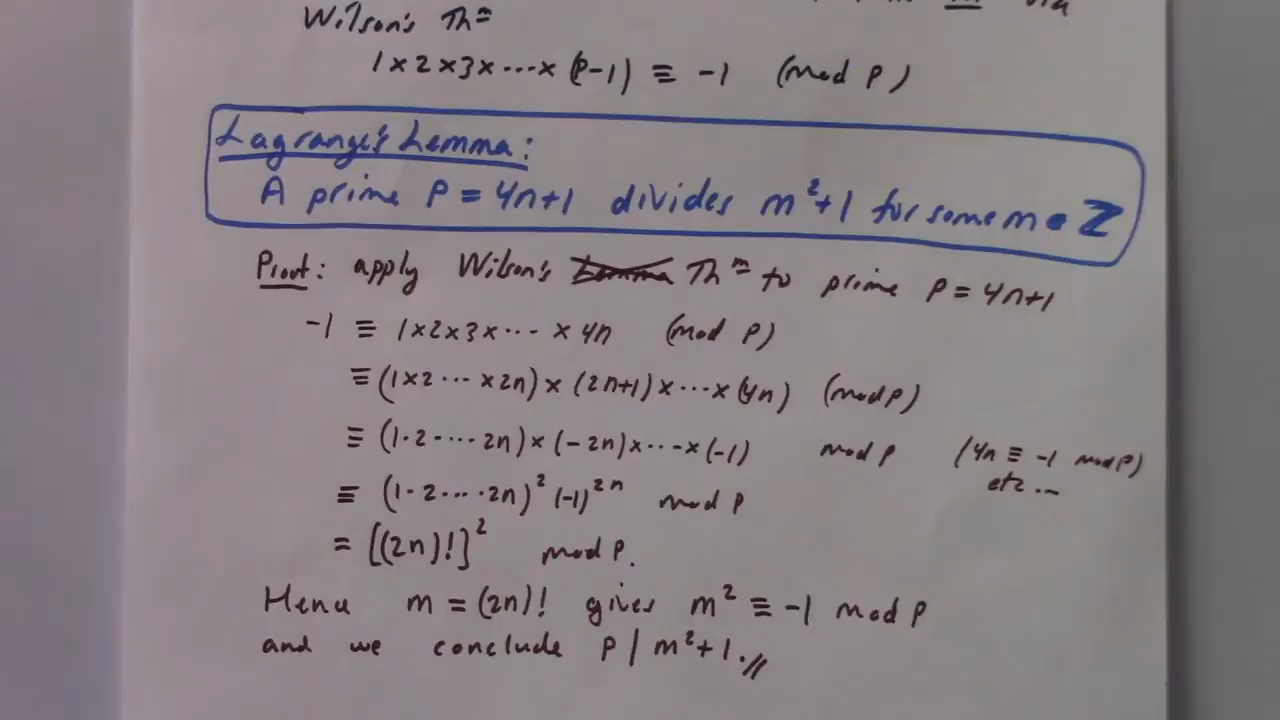 via
Wilson's Thm
1×2×3×···×(p-1) ≡ -1 (mod p)
Lagrange's Lemma:
A prime p = 4n+1 divides m²+1 for some m ∈ ℤ
Proof: apply Wilson's Thm to prime p = 4n+1
-1 ≡ 1×2×3×··· × 4n (mod p)
≡ (1×2 ··· ×2n) × (2n+1) × ··· × (4n) (mod p)
≡ (1·2·····2n) × (-2n) × ··· × (-1) mod p (4n ≡ -1 mod p)
etc...
≡ (1·2·····2n)² (-1)²ⁿ mod p
= [(2n)!]² mod p.
Hence m = (2n)! gives m² ≡ -1 mod p
and we conclude p | m²+1.//